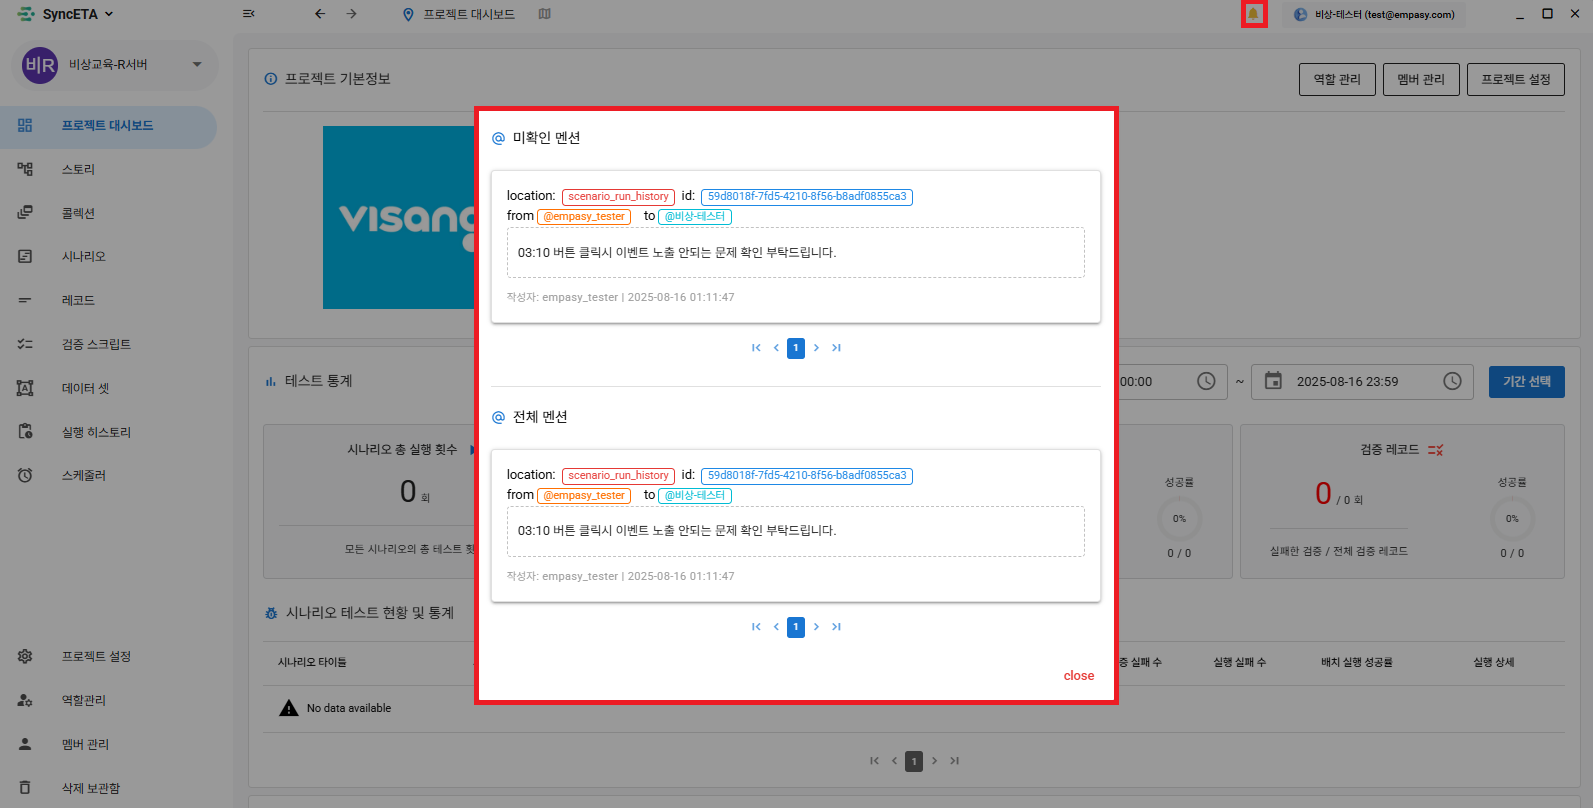 SyncETA
프로젝트 대시보드
비상-테스터 (test@empasy.com)
비R
비상교육-R서버
프로젝트 대시보드
스토리
콜렉션
시나리오
레코드
검증 스크립트
데이터 셋
실행 히스토리
스케줄러
프로젝트 설정
역할관리
멤버 관리
삭제 보관함
프로젝트 기본정보
역할 관리
멤버 관리
프로젝트 설정
visang
미확인 멘션
location: scenario_run_history id: 59d8018f-7fd5-4210-8f56-b8adf0855ca3
from @empasy_tester to @비상-테스터
03:10 버튼 클릭시 이벤트 노출 안되는 문제 확인 부탁드립니다.
작성자: empasy_tester | 2025-08-16 01:11:47
1
전체 멘션
location: scenario_run_history id: 59d8018f-7fd5-4210-8f56-b8adf0855ca3
from @empasy_tester to @비상-테스터
03:10 버튼 클릭시 이벤트 노출 안되는 문제 확인 부탁드립니다.
작성자: empasy_tester | 2025-08-16 01:11:47
1
close
테스트 통계
00:00 ~ 2025-08-16 23:59 기간 선택
시나리오 총 실행 횟수
0 회
모든 시나리오의 총 테스트
성공률
0%
0 / 0
검증 레코드
0 / 0 회
실패한 검증 / 전체 검증 레코드
성공률
0%
0 / 0
시나리오 테스트 현황 및 통계
시나리오 타이틀 실패 수 실행 실패 수 배치 실행 성공률 실행 상세
No data available
1